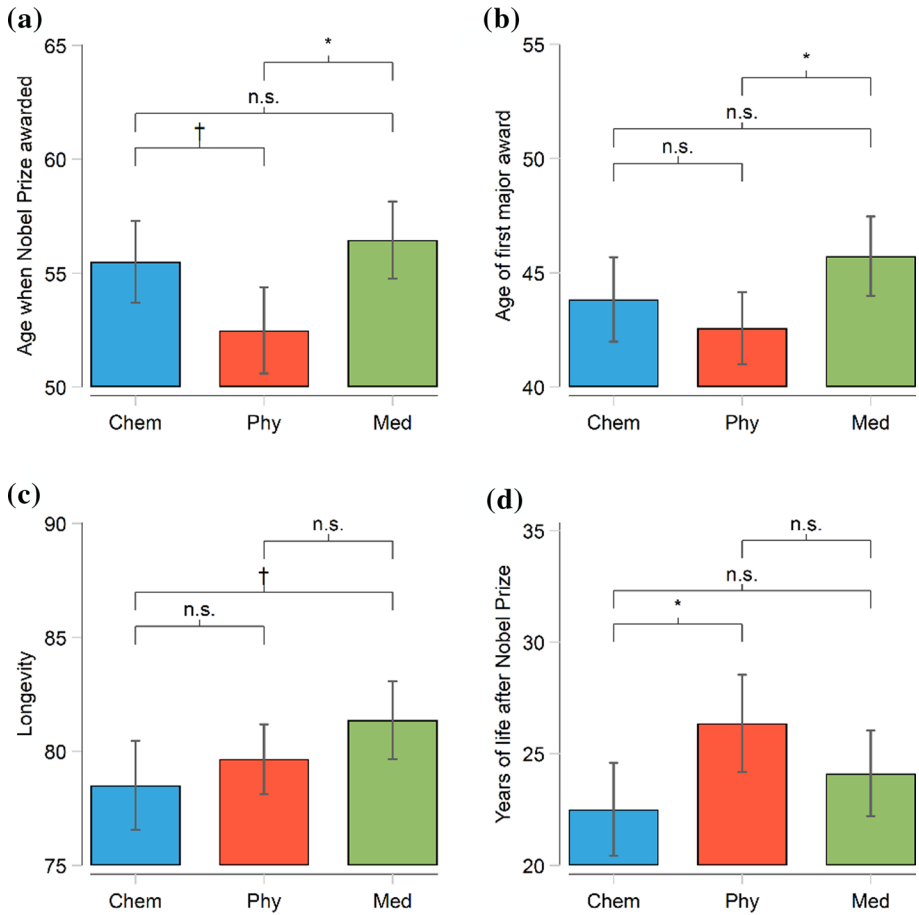 (a)
Age when Nobel Prize awarded
65
60
55
50
*
n.s.
†
Chem Phy Med
(b)
Age of first major award
55
50
45
40
*
n.s.
n.s.
Chem Phy Med
(c)
Longevity
90
85
80
75
n.s.
†
n.s.
Chem Phy Med
(d)
Years of life after Nobel Prize
35
30
25
20
n.s.
n.s.
*
Chem Phy Med